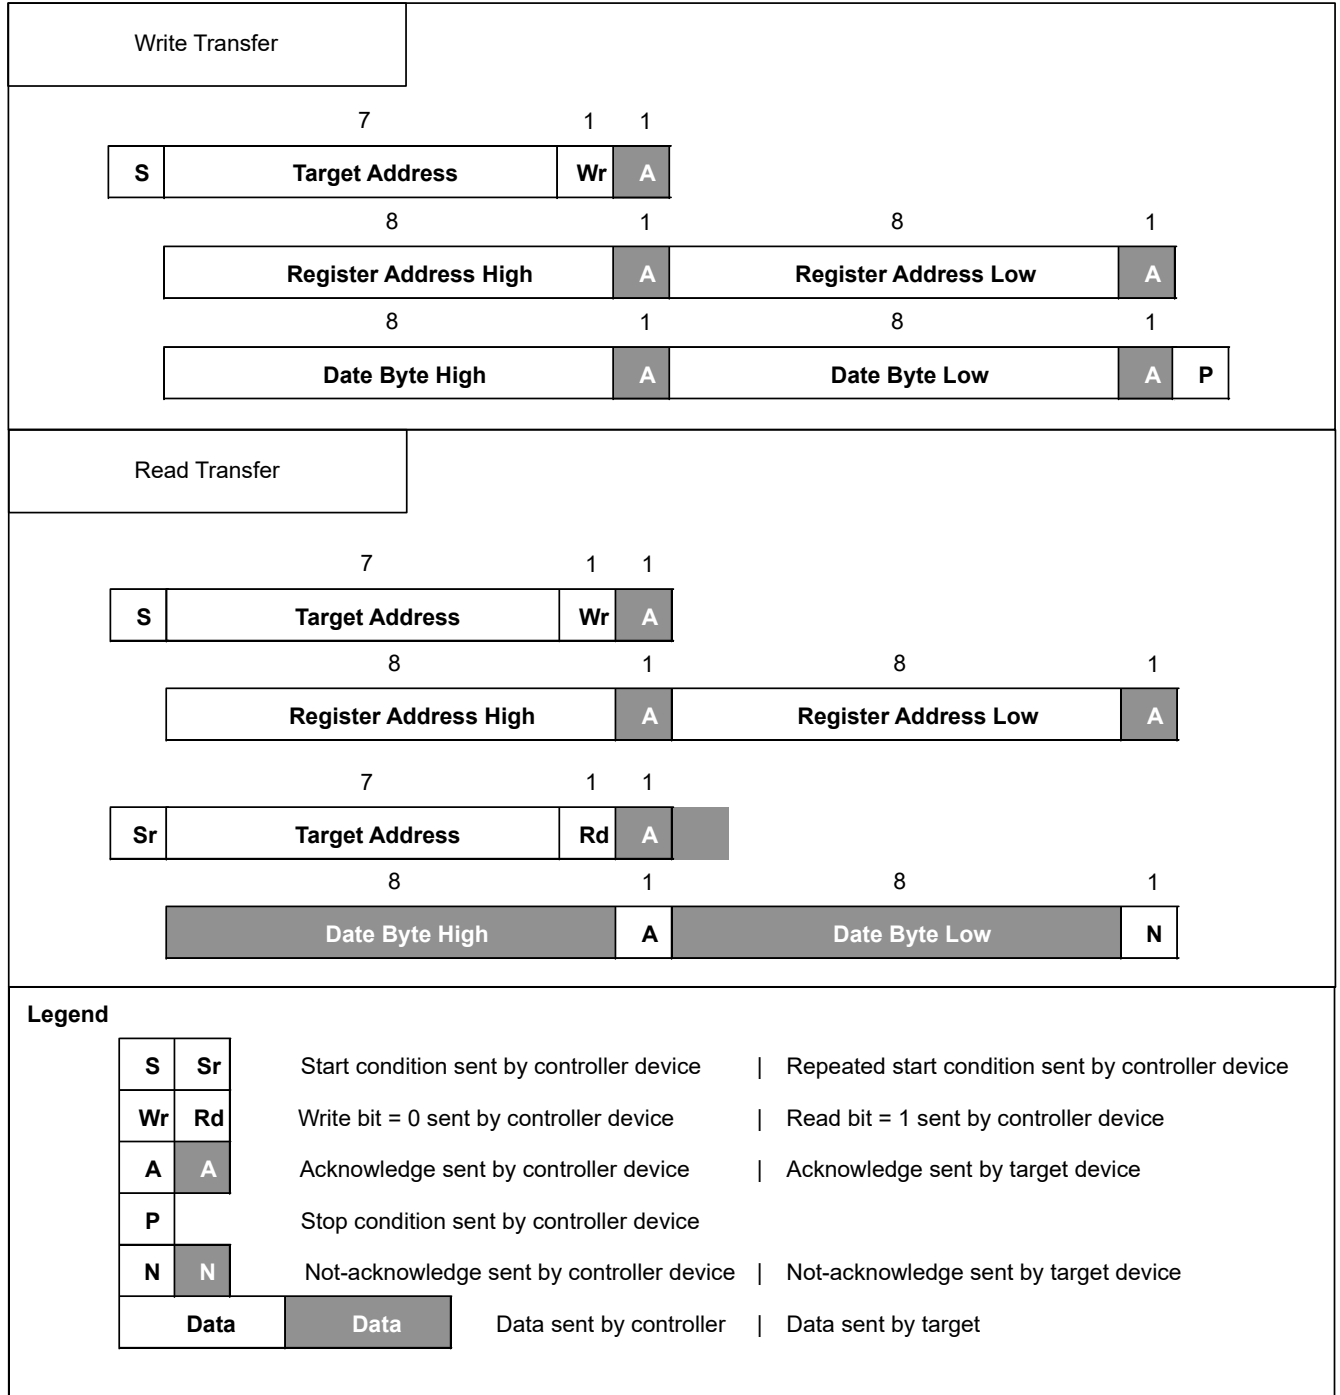 Write Transfer
7 1 1
S Target Address Wr A
8 1 8 1
Register Address High A Register Address Low A
8 1 8 1
Date Byte High A Date Byte Low A P
Read Transfer
7 1 1
S Target Address Wr A
8 1 8 1
Register Address High A Register Address Low A
7 1 1
Sr Target Address Rd A
8 1 8 1
Date Byte High A Date Byte Low N
Legend
S Sr Start condition sent by controller device | Repeated start condition sent by controller device
Wr Rd Write bit = 0 sent by controller device | Read bit = 1 sent by controller device
A A Acknowledge sent by controller device | Acknowledge sent by target device
P Stop condition sent by controller device
N N Not-acknowledge sent by controller device | Not-acknowledge sent by target device
Data Data Data sent by controller | Data sent by target